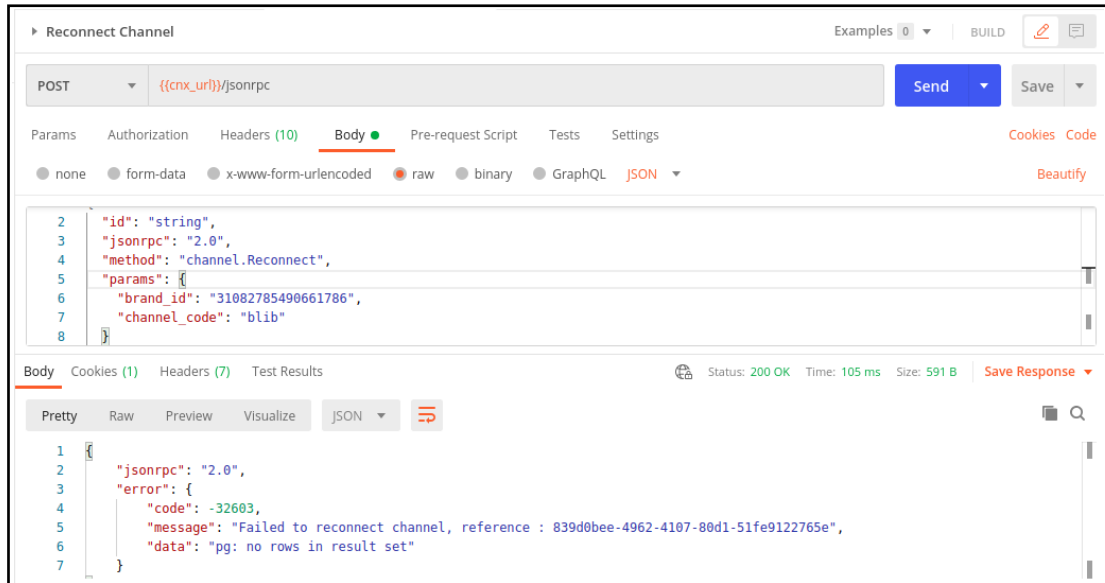 Reconnect Channel
Examples 0
BUILD
POST
{{cnx_url}}/jsonrpc
Send
Save
Params Authorization Headers (10) Body Pre-request Script Tests Settings Cookies Code
none form-data x-www-form-urlencoded raw binary GraphQL JSON Beautify
2 "id": "string",
3 "jsonrpc": "2.0",
4 "method": "channel.Reconnect",
5 "params": {
6 "brand_id": "31082785490661786",
7 "channel_code": "blib"
8 }
Body Cookies (1) Headers (7) Test Results Status: 200 OK Time: 105 ms Size: 591 B Save Response
Pretty Raw Preview Visualize JSON
1 {
2 "jsonrpc": "2.0",
3 "error": {
4 "code": -32603,
5 "message": "Failed to reconnect channel, reference : 839d0bee-4962-4107-80d1-51fe9122765e",
6 "data": "pg: no rows in result set"
7 }